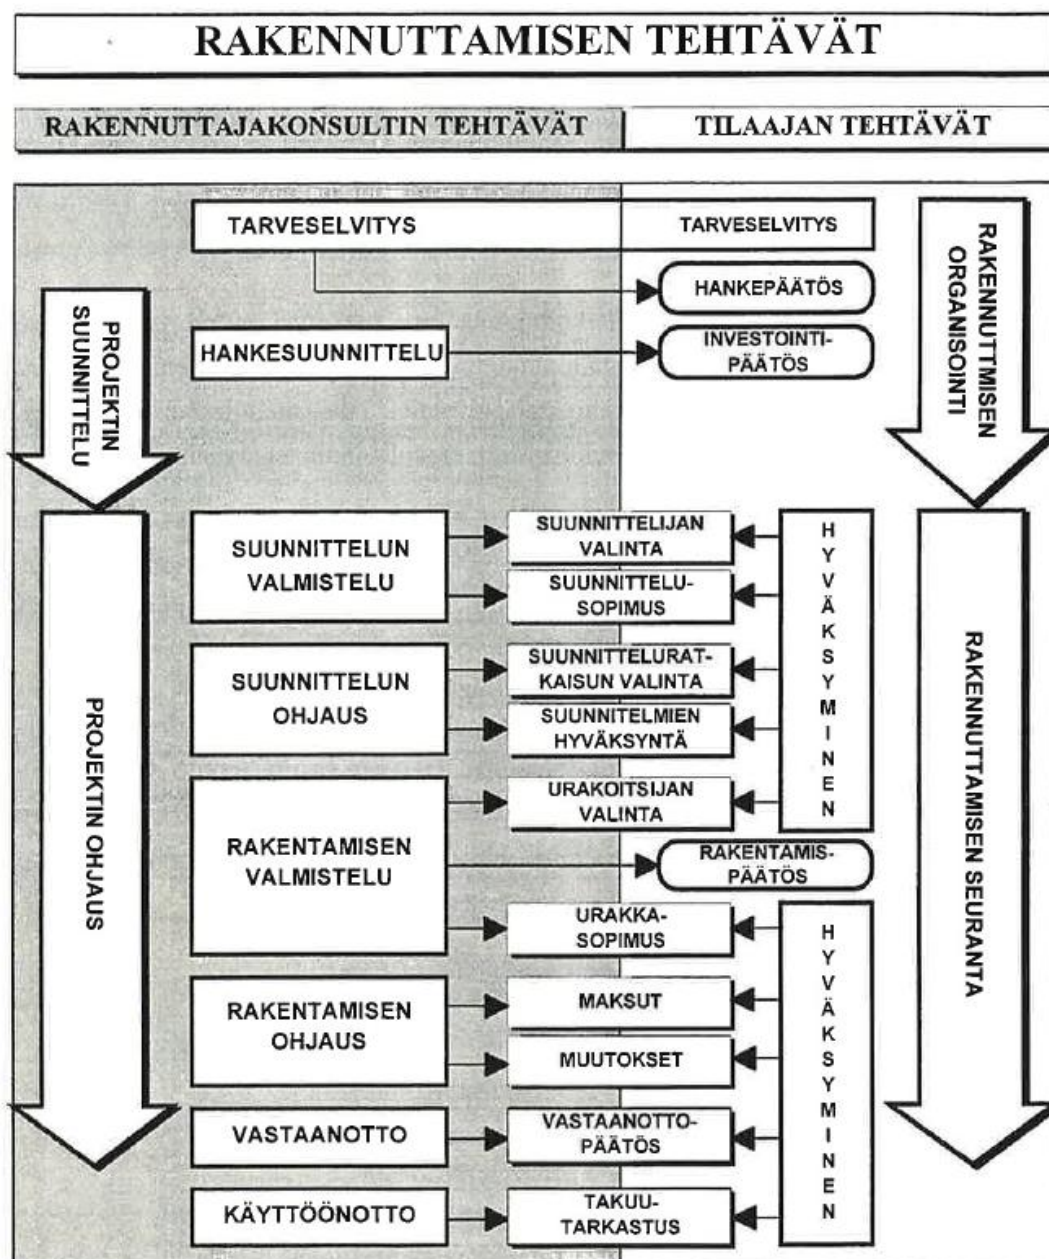 RAKENNUTTAMISEN TEHTÄVÄT
RAKENNUTTAJAKONSULTIN TEHTÄVÄT
TILAAJAN TEHTÄVÄT
TARVESELVITYS
TARVESELVITYS
HANKEPÄÄTÖS
HANKESUUNNITTELU
INVESTOINTI-
PÄÄTÖS
PROJEKTIN
SUUNNITTELU
RAKENNUTTMISEN
ORGANISOINTI
SUUNNITTELUN
VALMISTELU
SUUNNITTELIJAN
VALINTA
SUUNNITTELU-
SOPIMUS
SUUNNITTELUN
OHJAUS
SUUNNITTELURAT-
KAISUN VALINTA
SUUNNITELMIEN
HYVÄKSYNTÄ
RAKENTAMISEN
VALMISTELU
URAKOITSIJAN
VALINTA
HYVÄKSYMINEN
RAKENTAMIS-
PÄÄTÖS
URAKKA-
SOPIMUS
RAKENTAMISEN
OHJAUS
MAKSUT
MUUTOKSET
VASTAANOTTO
VASTAANOTTO-
PÄÄTÖS
KÄYTTÖÖNOTTO
TAKUU-
TARKASTUS
HYVÄKSYMINEN
PROJEKTIN OHJAUS
RAKENNUTTAMISEN SEURANTA